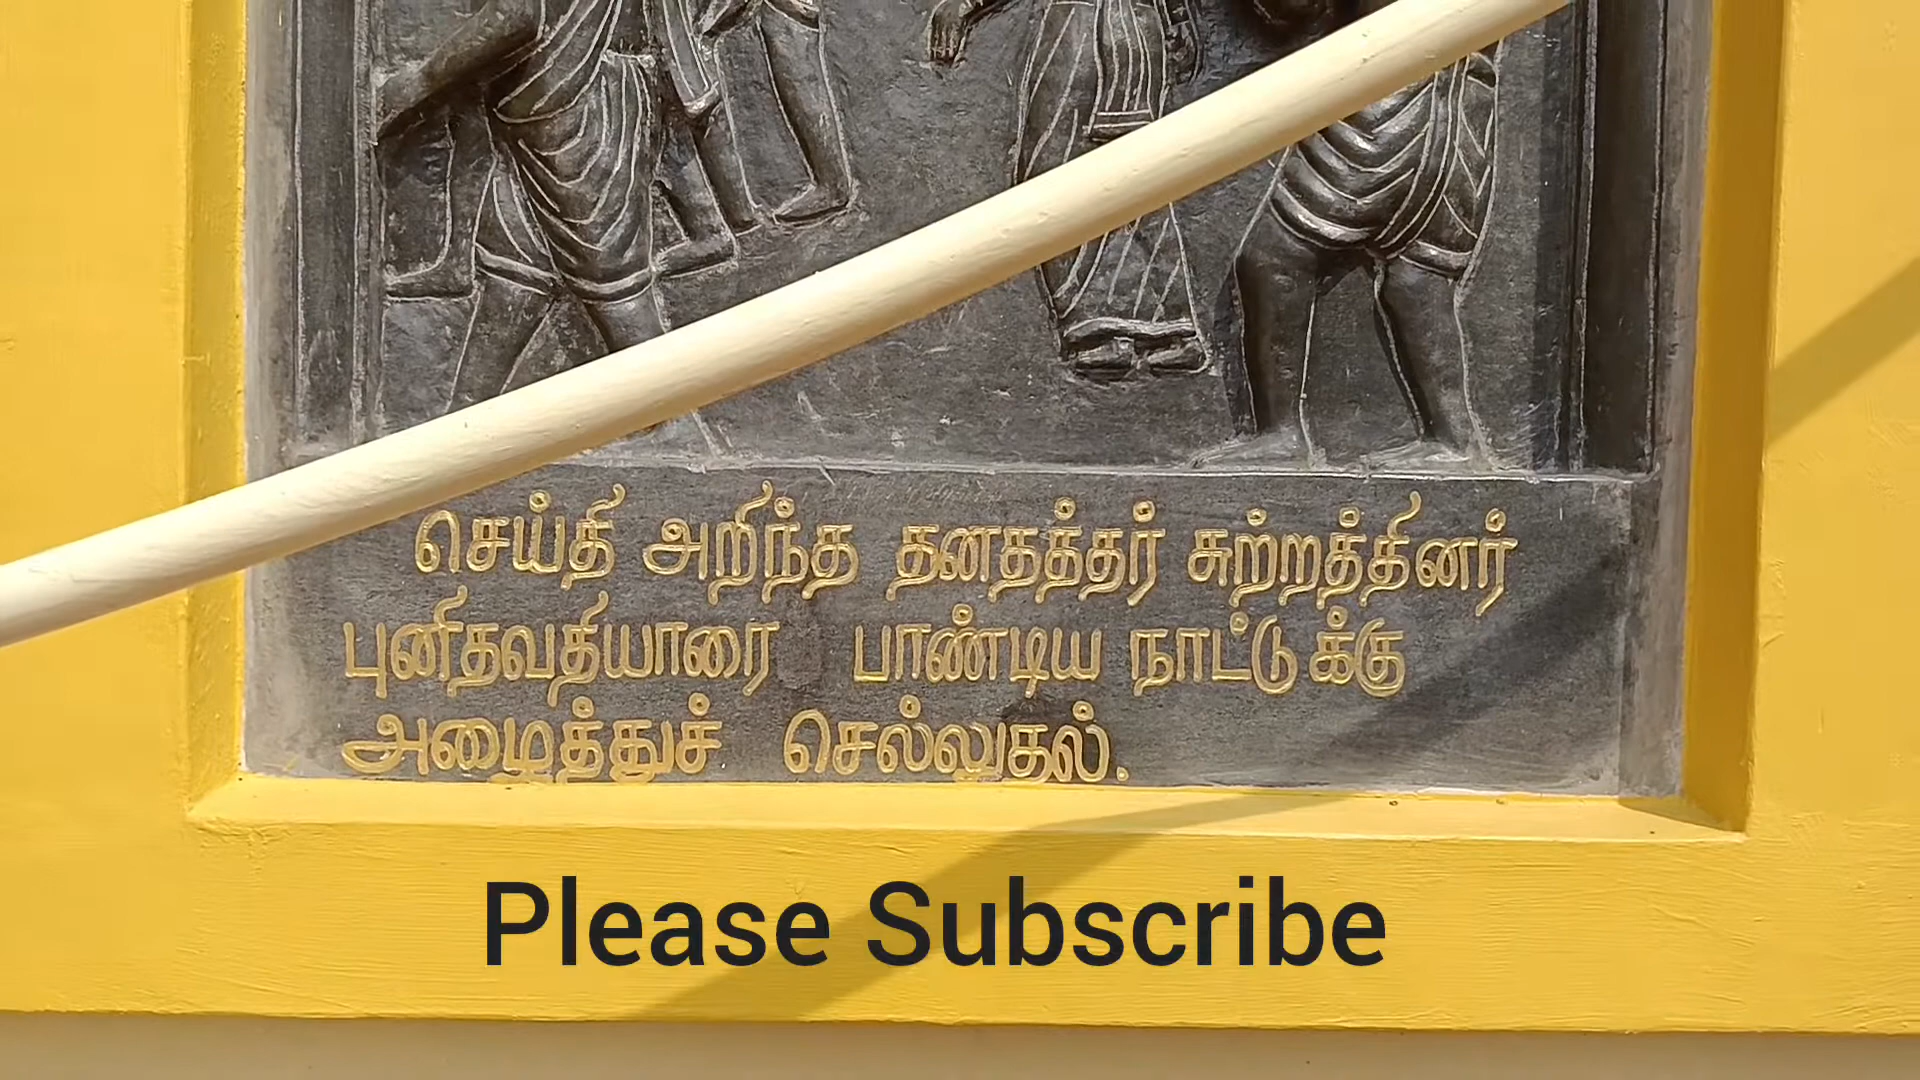 செய்தி அறிந்த தனதத்தர் சுற்றத்தினர்
புனிதவதியாரை பாண்டிய நாட்டுக்கு
அழைத்துச் செல்லுதல்.
Please Subscribe